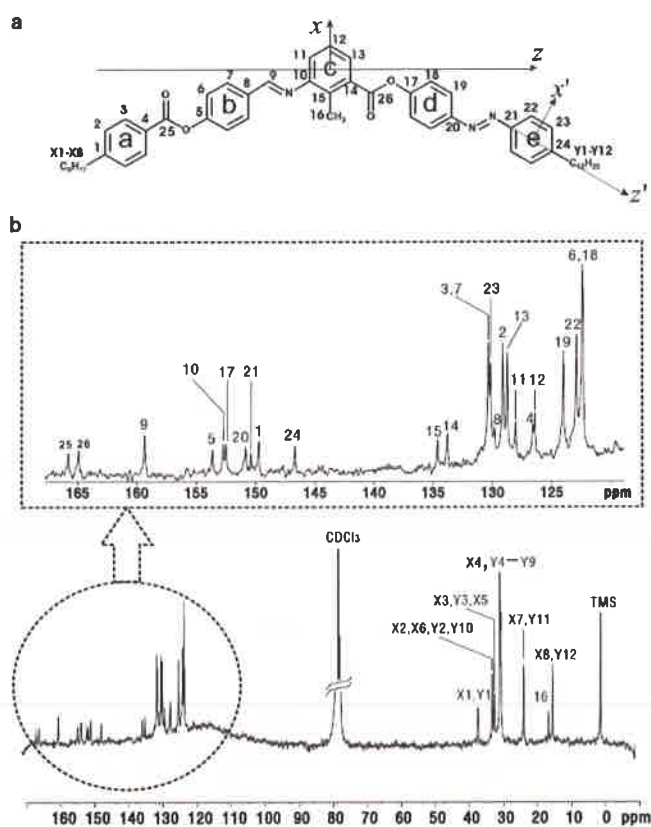 a
x
12
11
13
z
7
9
C
18
x'
6
8
10
14
O
17
19
22
3
O
b
N
15
O
26
d
23
2
4
5
16
CH₃
O
21
e
a
25
O
20
N=N
24
X1-X8
1
Y1-Y12
C₈H₁₇
C₁₂H₂₅
z'
b
6,18
3,7
23
13
2
22
10
17
21
19
9
11
12
1
25
26
5
20
24
15
14
8
4
165
160
155
150
145
140
135
130
125
ppm
CDCl₃
X4, Y4-Y9
X3,Y3,X5
TMS
X2,X6,Y2,Y10
X7,Y11
X8,Y12
X1,Y1
16
160 150 140 130 120 110 100 90 80 70 60 50 40 30 20 10 0 ppm